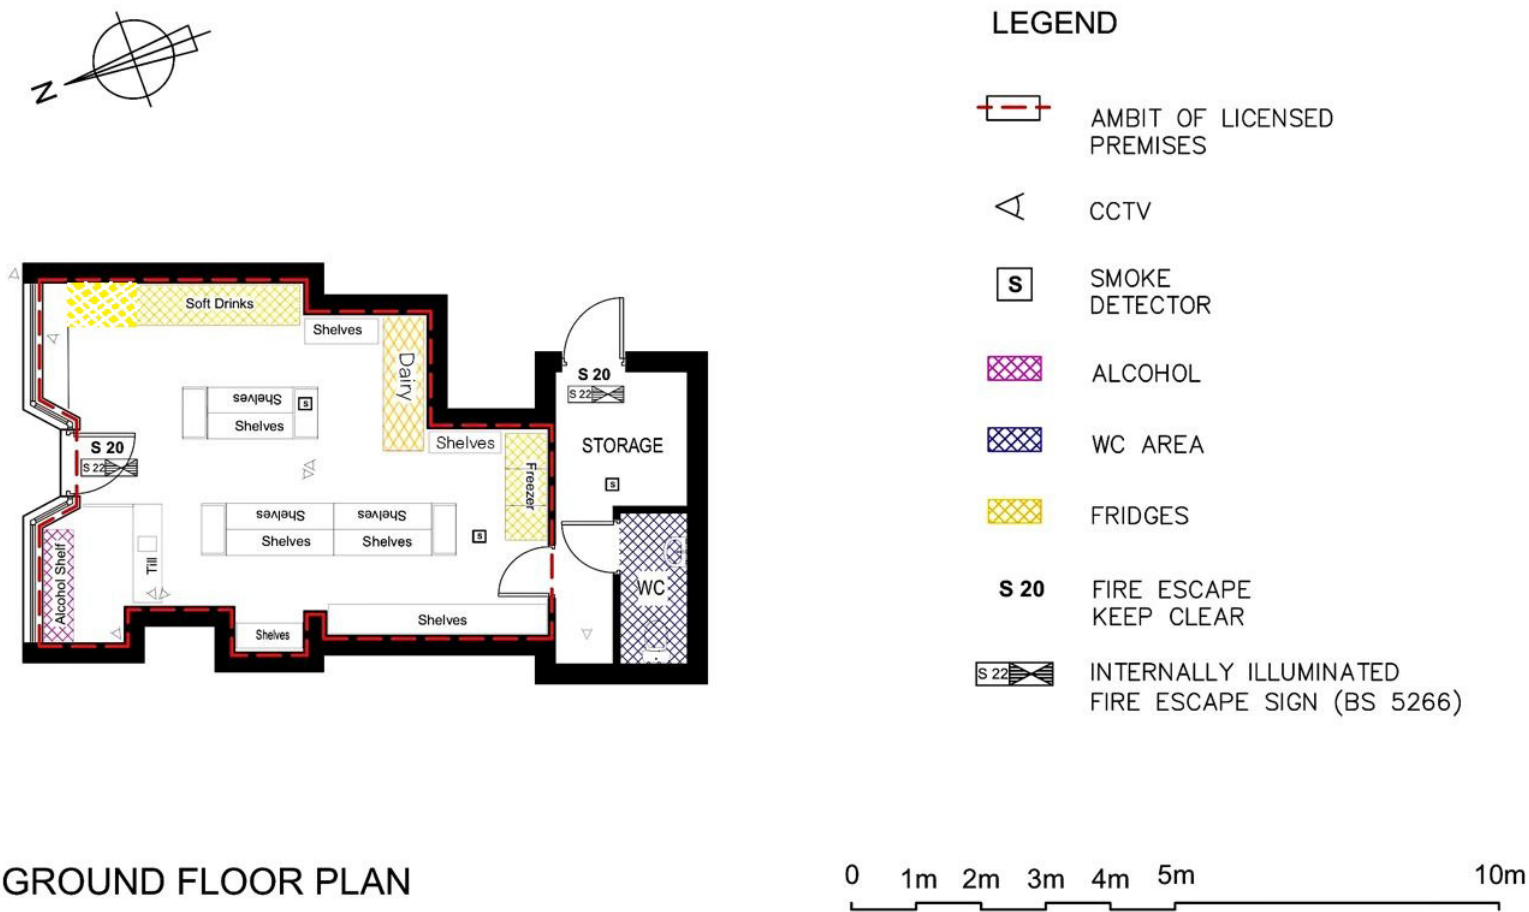 LEGEND
N
AMBIT OF LICENSED
PREMISES
CCTV
S
SMOKE
DETECTOR
ALCOHOL
WC AREA
FRIDGES
S 20
FIRE ESCAPE
KEEP CLEAR
S 22
INTERNALLY ILLUMINATED
FIRE ESCAPE SIGN (BS 5266)
Soft Drinks
Shelves
Dairy
S 20
S 22
Shelves
S
Shelves
Shelves
STORAGE
S 20
S 22
Freezer
S
Shelves
Shelves
Shelves
Shelves
S
Till
Alcohol Shelf
WC
Shelves
Shelves
GROUND FLOOR PLAN
0 1m 2m 3m 4m 5m 10m